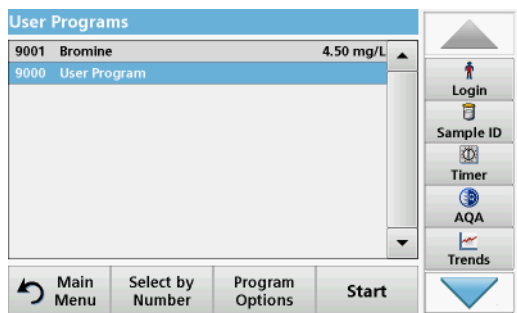 User Programs
9001 Bromine 4.50 mg/L
9000 User Program
Login
Sample ID
Timer
AQA
Trends
Main Menu
Select by Number
Program Options
Start